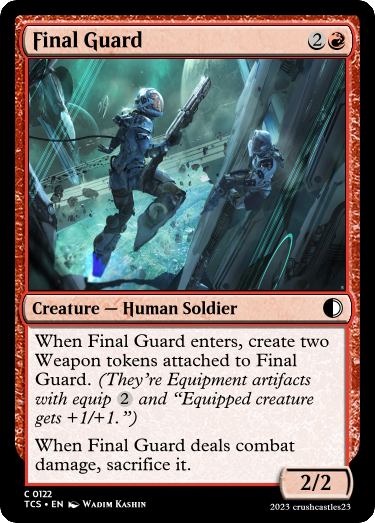 Final Guard 2
Creature — Human Soldier
When Final Guard enters, create two
Weapon tokens attached to Final
Guard. (They're Equipment artifacts
with equip 2 and “Equipped creature
gets +1/+1.”)
When Final Guard deals combat
damage, sacrifice it.
2/2
C 0122
TCS • EN Wadim Kashin
2023 crushcastles23